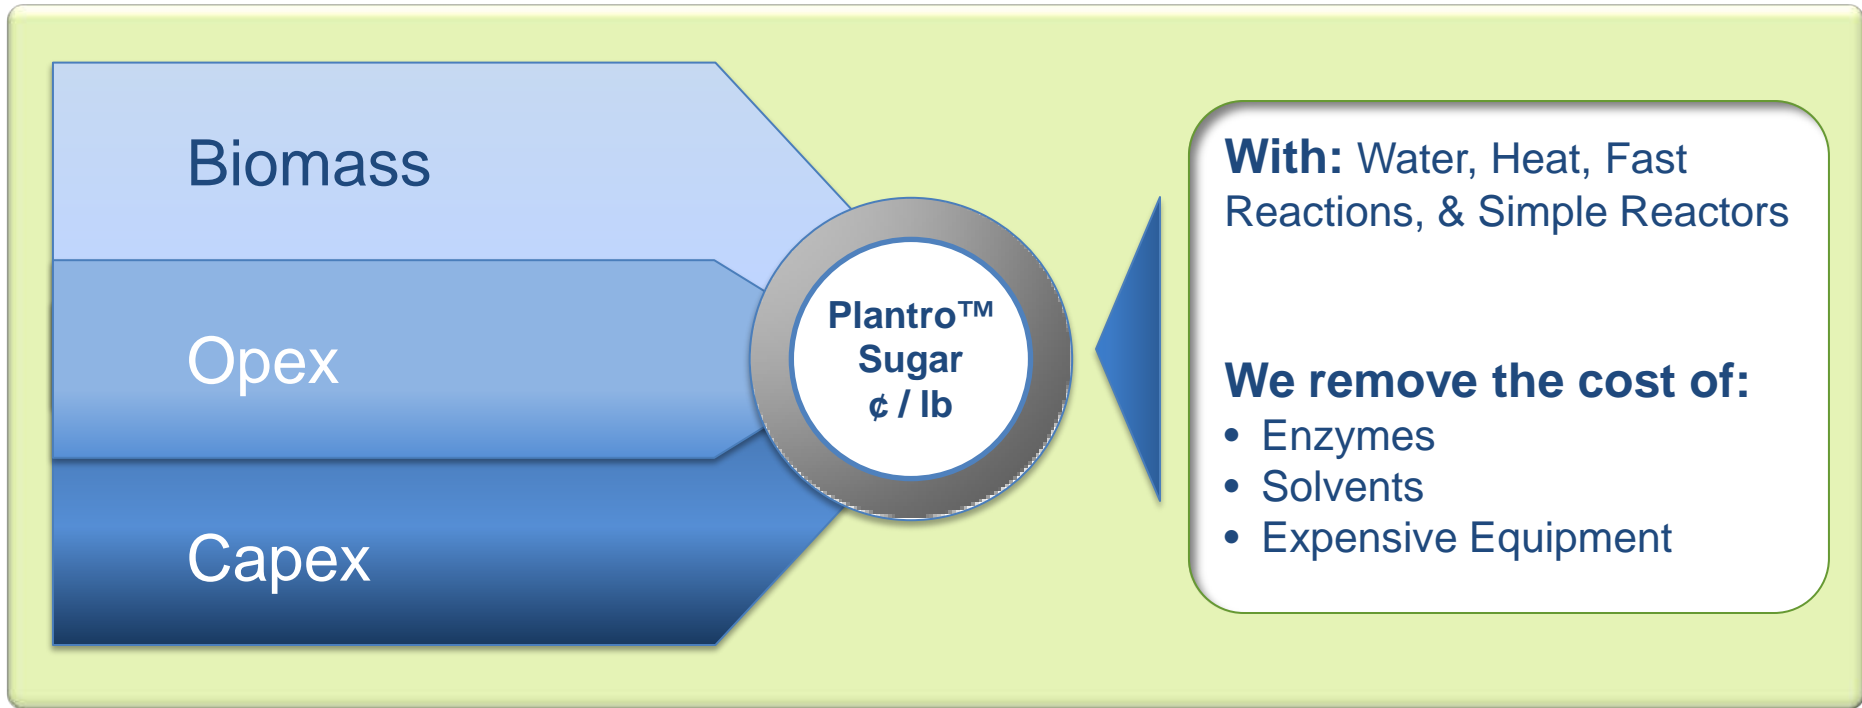 Biomass
Opex
Capex
Plantro™
Sugar
¢ / lb
With: Water, Heat, Fast
Reactions, & Simple Reactors
We remove the cost of:
• Enzymes
• Solvents
• Expensive Equipment